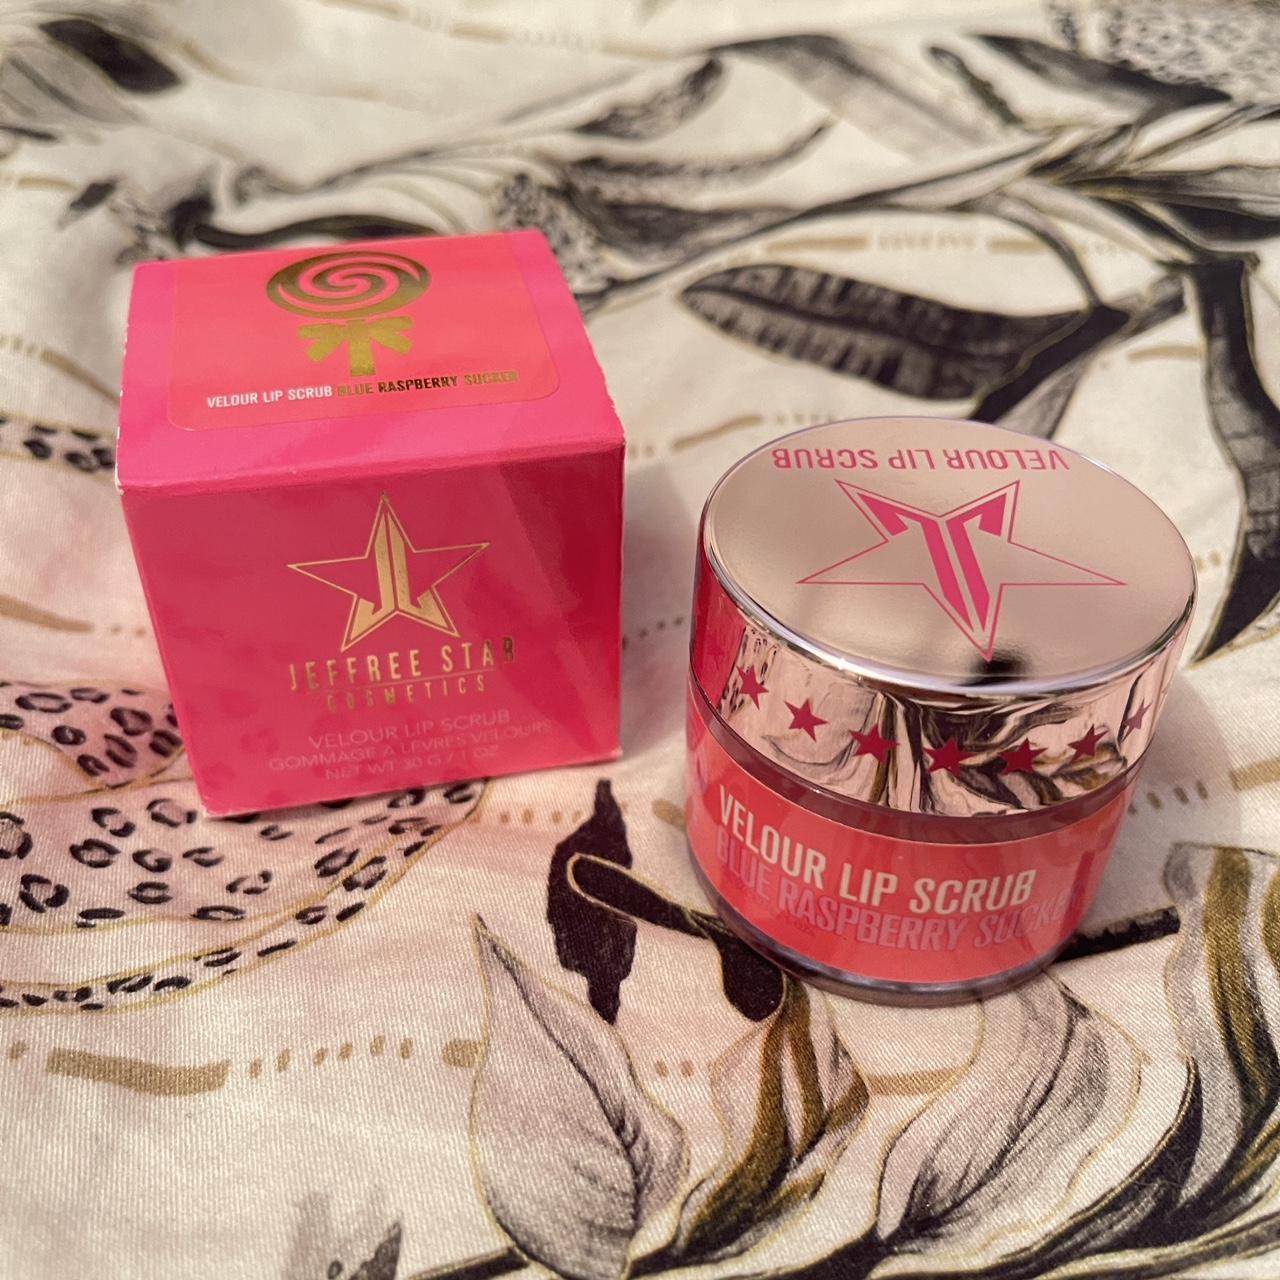 VELOUR LIP SCRUB BLUE RASPBERRY SUCKER
JEFFREE STAR
COSMETICS
VELOUR LIP SCRUB
GOMMAGE À LÈVRES VELOURS
NET WT 30 G / 1 OZ
VELOUR LIP SCRUB
VELOUR LIP SCRUB
BLUE RASPBERRY SUCKER